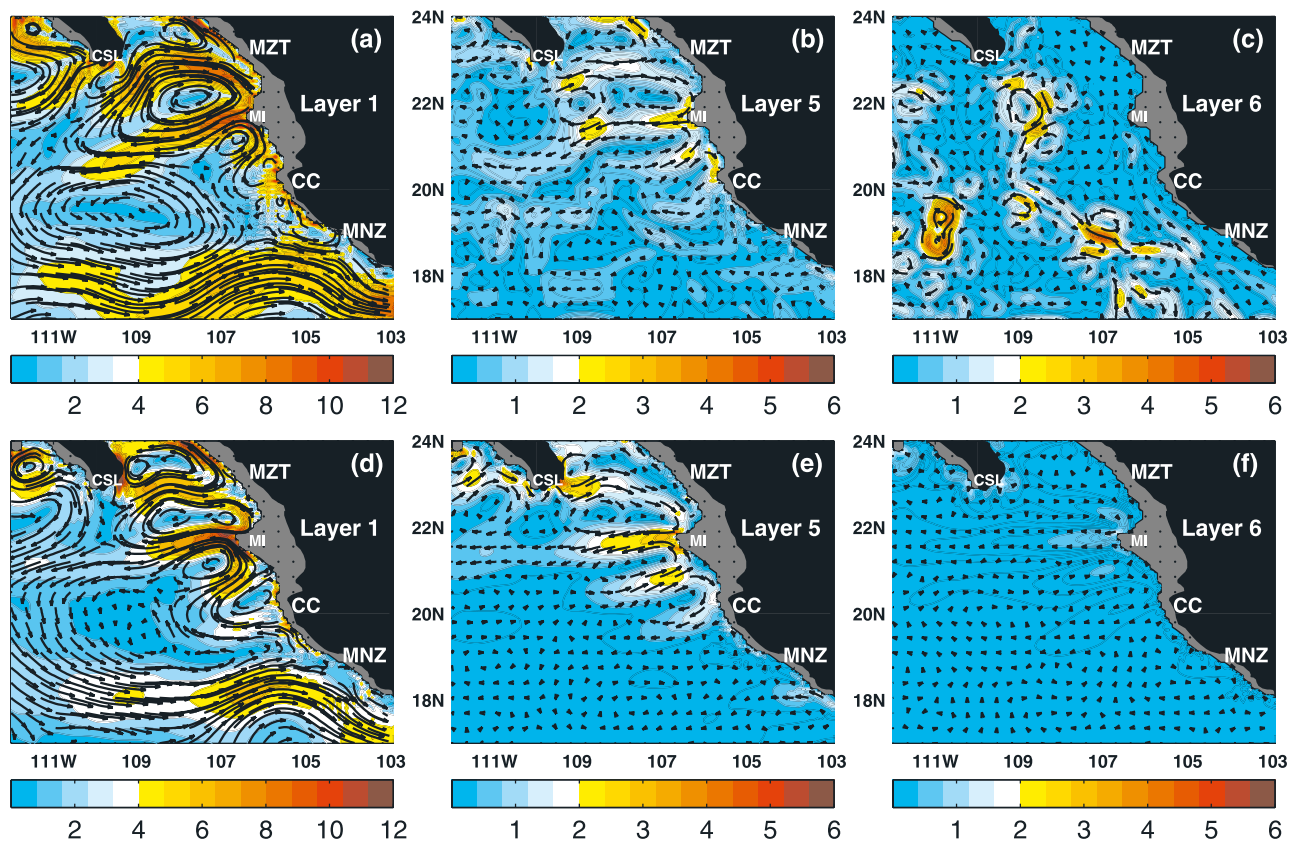 24N 24N
(a) (b) (c)
MZT MZT MZT
CSL CSL CSL
Layer 1 Layer 5 Layer 6
22N 22N
MI MI MI
20N 20N
CC CC CC
MNZ MNZ MNZ
18N 18N
111W 109 107 105 103 111W 109 107 105 103 111W 109 107 105 103
2 4 6 8 10 12 1 2 3 4 5 6 1 2 3 4 5 6
24N 24N
(d) (e) (f)
MZT MZT MZT
CSL CSL CSL
Layer 1 Layer 5 Layer 6
22N 22N
MI MI MI
20N 20N
CC CC CC
MNZ MNZ MNZ
18N 18N
111W 109 107 105 103 111W 109 107 105 103 111W 109 107 105 103
2 4 6 8 10 12 1 2 3 4 5 6 1 2 3 4 5 6